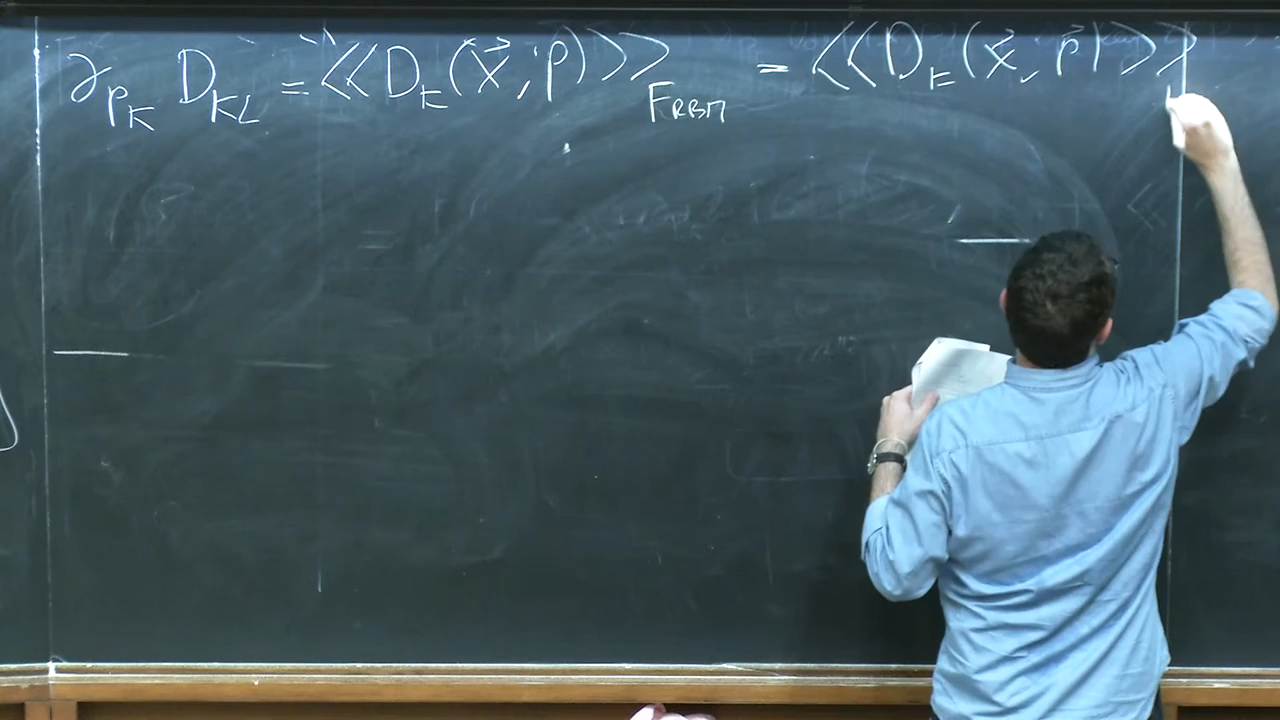 ∂_{P_K} D_{KL} = <<D_K(x⃗, p)>>_{FRBM} - <<D_K(x⃗, p⃗)>>